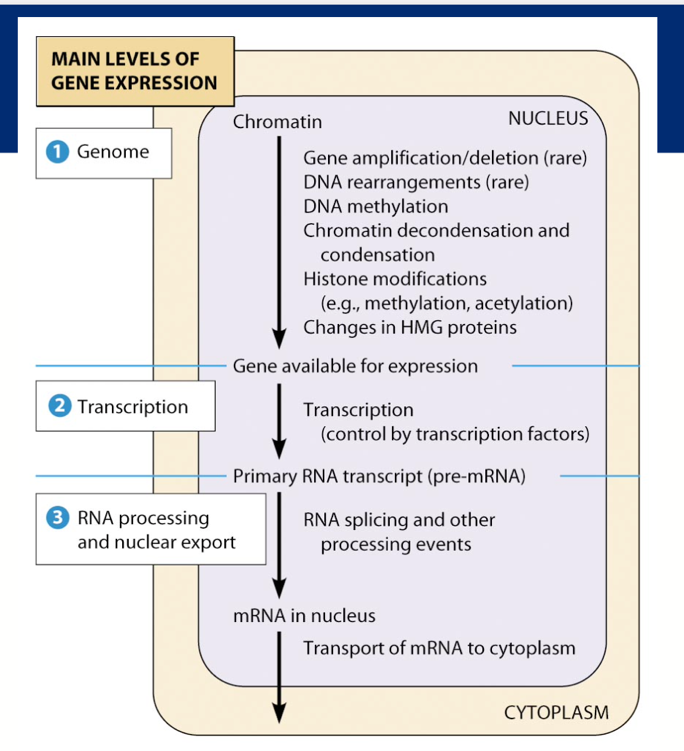 MAIN LEVELS OF
GENE EXPRESSION
NUCLEUS
Chromatin
1 Genome
Gene amplification/deletion (rare)
DNA rearrangements (rare)
DNA methylation
Chromatin decondensation and
condensation
Histone modifications
(e.g., methylation, acetylation)
Changes in HMG proteins
Gene available for expression
2 Transcription
Transcription
(control by transcription factors)
Primary RNA transcript (pre-mRNA)
3 RNA processing
and nuclear export
RNA splicing and other
processing events
mRNA in nucleus
Transport of mRNA to cytoplasm
CYTOPLASM